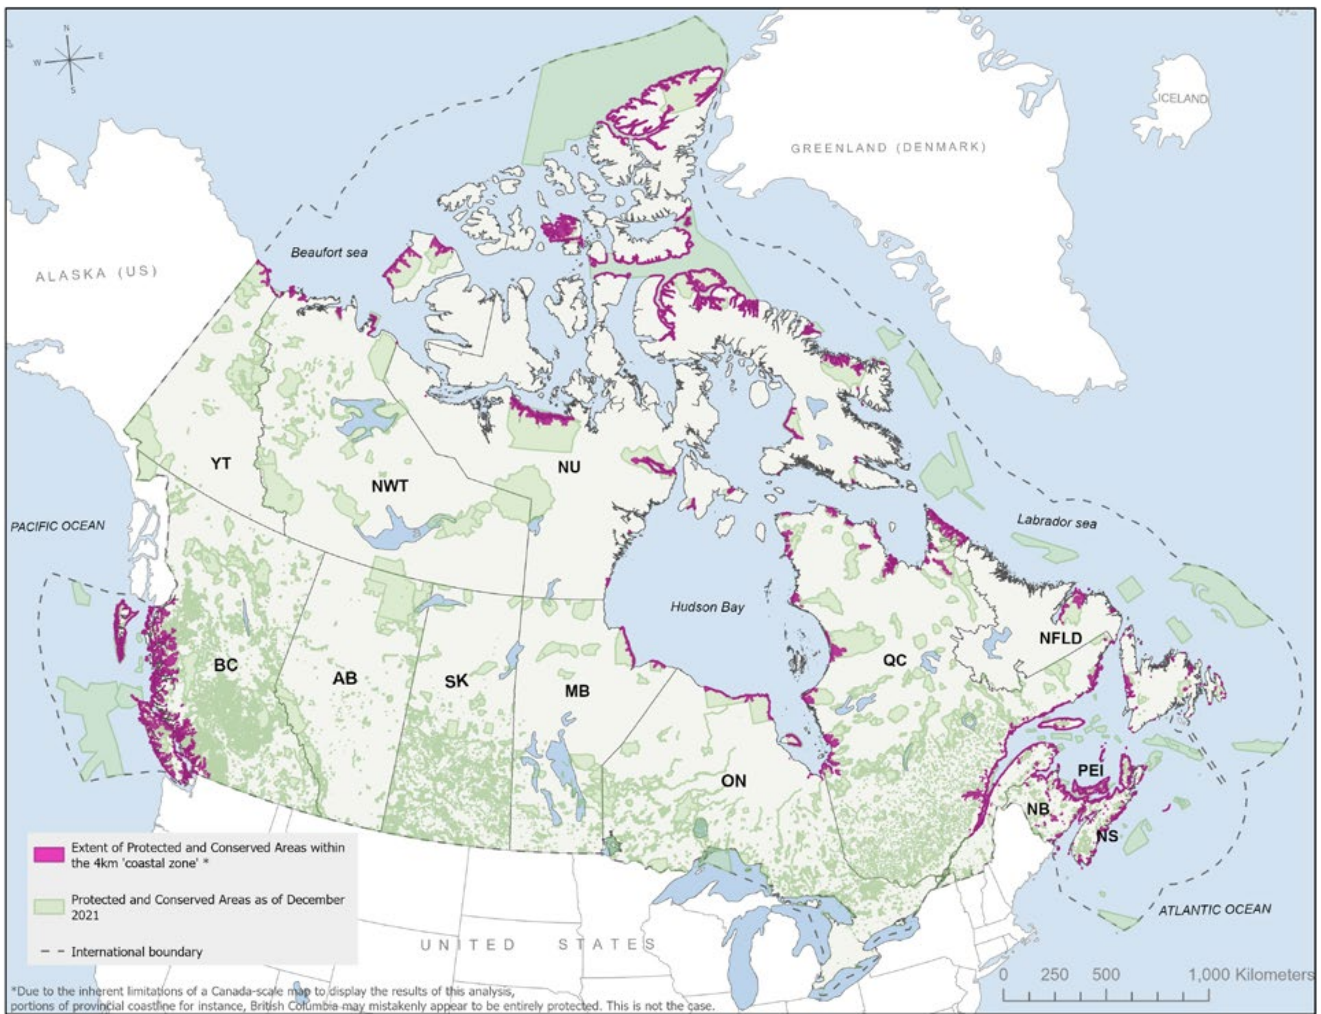 N
W
E
S
ICELAND
GREENLAND (DENMARK)
Beaufort sea
ALASKA (US)
YT
NWT
NU
PACIFIC OCEAN
Labrador sea
Hudson Bay
BC
AB
SK
MB
QC
NFLD
ON
PEI
NB
NS
Extent of Protected and Conserved Areas within
the 4km 'coastal zone' *
Protected and Conserved Areas as of December
2021
International boundary
ATLANTIC OCEAN
UNITED STATES
0 250 500 1,000 Kilometers
*Due to the inherent limitations of a Canada-scale map to display the results of this analysis,
portions of provincial coastline for instance, British Columbia may mistakenly appear to be entirely protected. This is not the case.